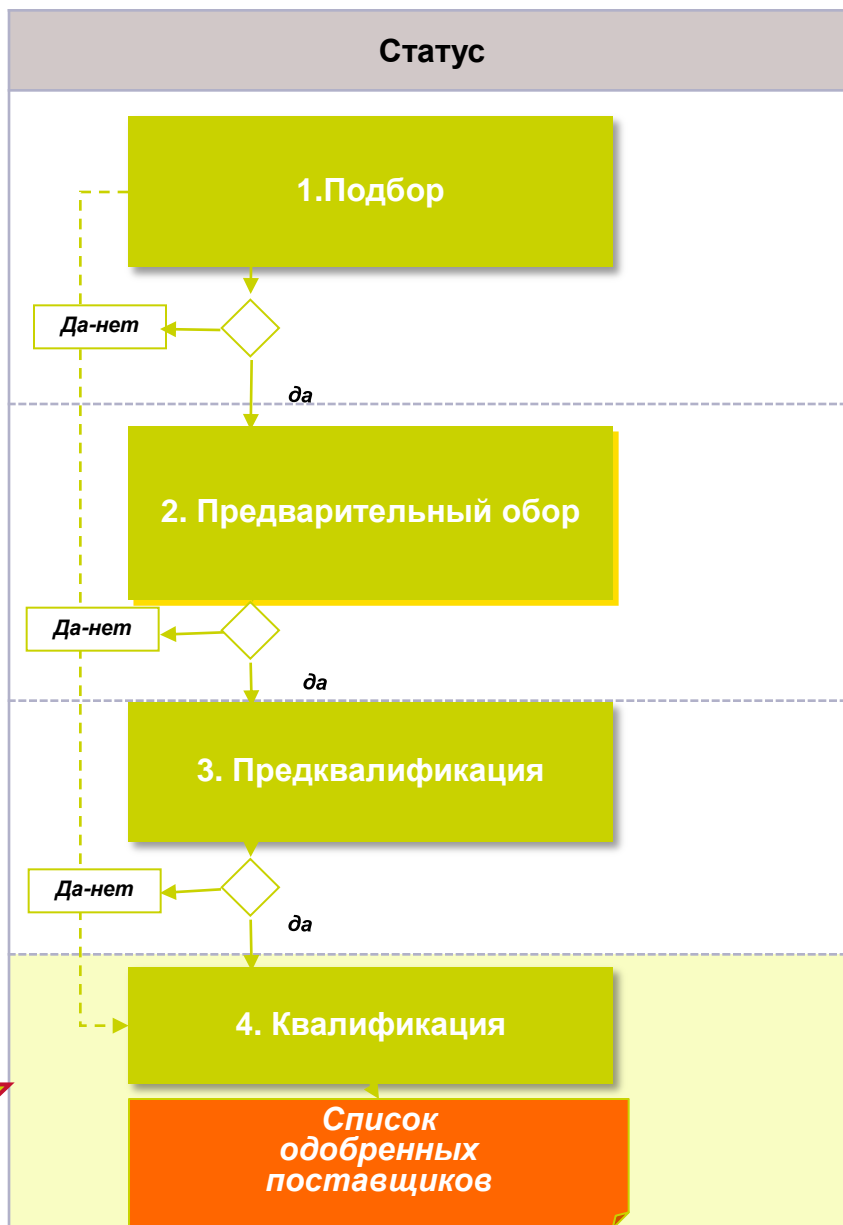 Статус
1.Подбор
Да-нет
да
2. Предварительный обор
Да-нет
да
3. Предквалификация
Да-нет
да
4. Квалификация
Список
одобренных
поставщиков